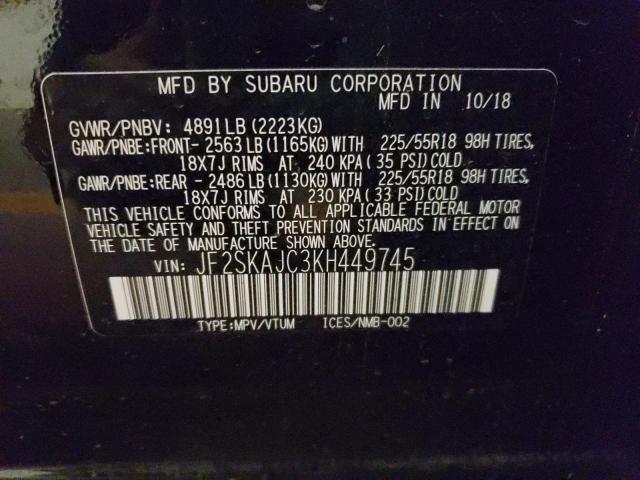 MFD BY SUBARU CORPORATION
MFD IN 10/18
GVWR/PNBV: 4891LB (2223KG)
GAWR/PNBE:FRONT- 2563 LB (1165KG) WITH 225/55R18 98H TIRES,
18X7J RIMS AT 240 KPA (35 PSI) COLD
GAWR/PNBE:REAR - 2486 LB (1130KG) WITH 225/55R18 98H TIRES,
18X7J RIMS AT 230 KPA (33 PSI) COLD
THIS VEHICLE CONFORMS TO ALL APPLICABLE FEDERAL MOTOR
VEHICLE SAFETY AND THEFT PREVENTION STANDARDS IN EFFECT ON
THE DATE OF MANUFACTURE SHOWN ABOVE.
VIN: JF2SKAJC3KH449745
TYPE:MPV/VTUM ICES/NMB-002